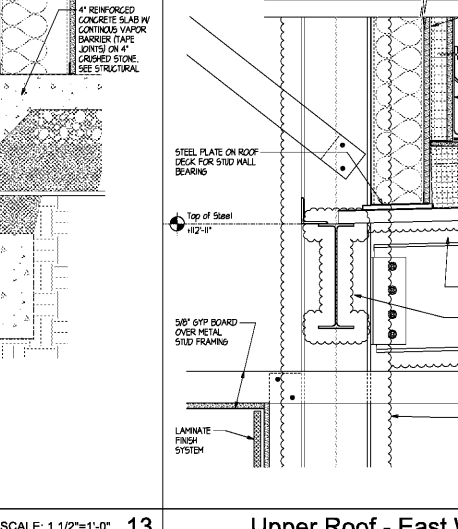 4" REINFORCED
CONCRETE SLAB W/
CONTINOUS VAPOR
BARRIER (TAPE
JOINTS) ON 4"
CRUSHED STONE,
SEE STRUCTURAL
STEEL PLATE ON ROOF
DECK FOR STUD WALL
BEARING
Top of Steel
+112'-11"
5/8" GYP BOARD
OVER METAL
STUD FRAMING
LAMINATE
FINISH
SYSTEM
SCALE: 1 1/2"=1'-0" 13
Upper Roof - East